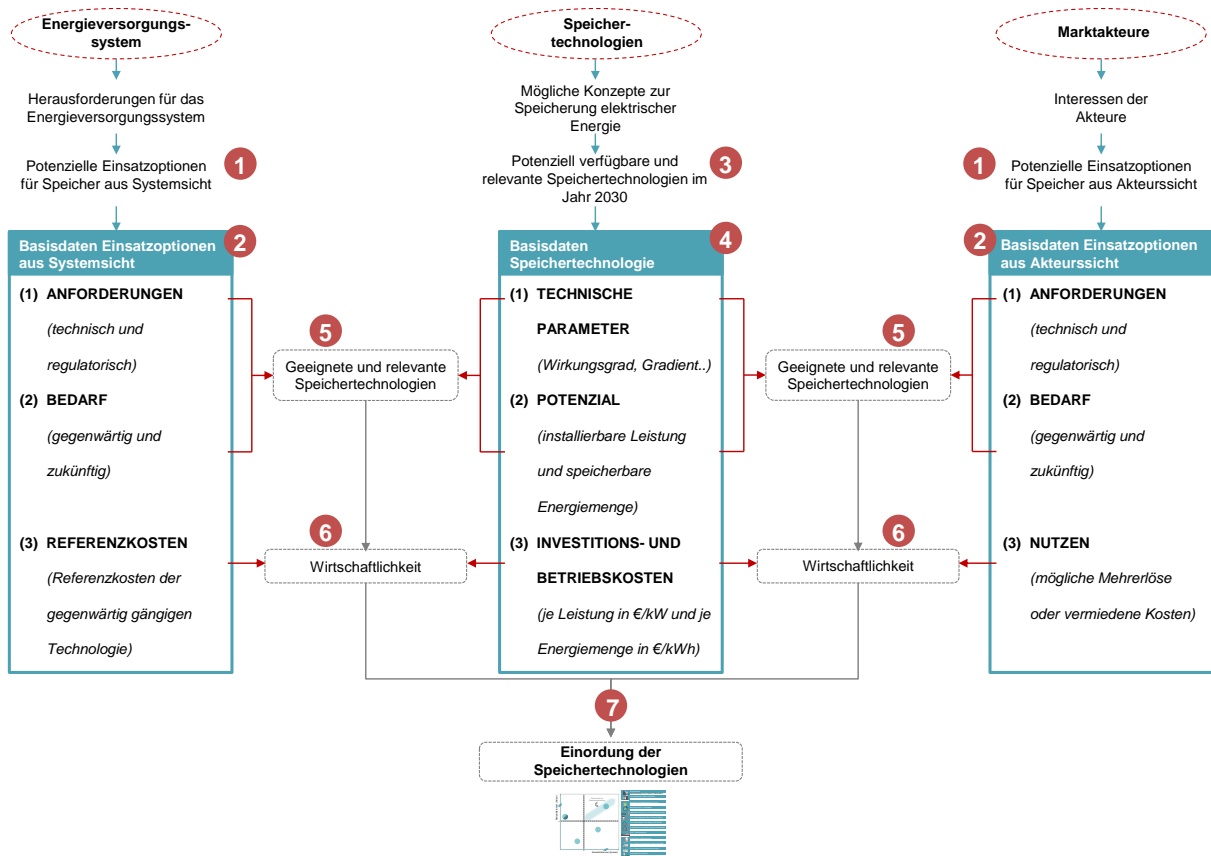 Energieversorgungs-
system
Herausforderungen für das
Energieversorgungssystem
Potenzielle Einsatzoptionen
für Speicher aus Systemsicht
1
Basisdaten Einsatzoptionen
aus Systemsicht
2
(1) ANFORDERUNGEN
(technisch und
regulatorisch)
(2) BEDARF
(gegenwärtig und
zukünftig)
(3) REFERENZKOSTEN
(Referenzkosten der
gegenwärtig gängigen
Technologie)
5
Geeignete und relevante
Speichertechnologien
6
Wirtschaftlichkeit
Speicher-
technologien
Mögliche Konzepte zur
Speicherung elektrischer
Energie
Potenziell verfügbare und
relevante Speichertechnologien im
Jahr 2030
3
Basisdaten
Speichertechnologie
4
(1) TECHNISCHE
PARAMETER
(Wirkungsgrad, Gradient..)
(2) POTENZIAL
(installierbare Leistung
und speicherbare
Energiemenge)
(3) INVESTITIONS- UND
BETRIEBSKOSTEN
(je Leistung in €/kW und je
Energiemenge in €/kWh)
5
Geeignete und relevante
Speichertechnologien
6
Wirtschaftlichkeit
Marktakteure
Interessen der
Akteure
1
Potenzielle Einsatzoptionen
für Speicher aus Akteurssicht
2
Basisdaten Einsatzoptionen
aus Akteurssicht
(1) ANFORDERUNGEN
(technisch und
regulatorisch)
(2) BEDARF
(gegenwärtig und
zukünftig)
(3) NUTZEN
(mögliche Mehrerlöse
oder vermiedene Kosten)
7
Einordung der
Speichertechnologien